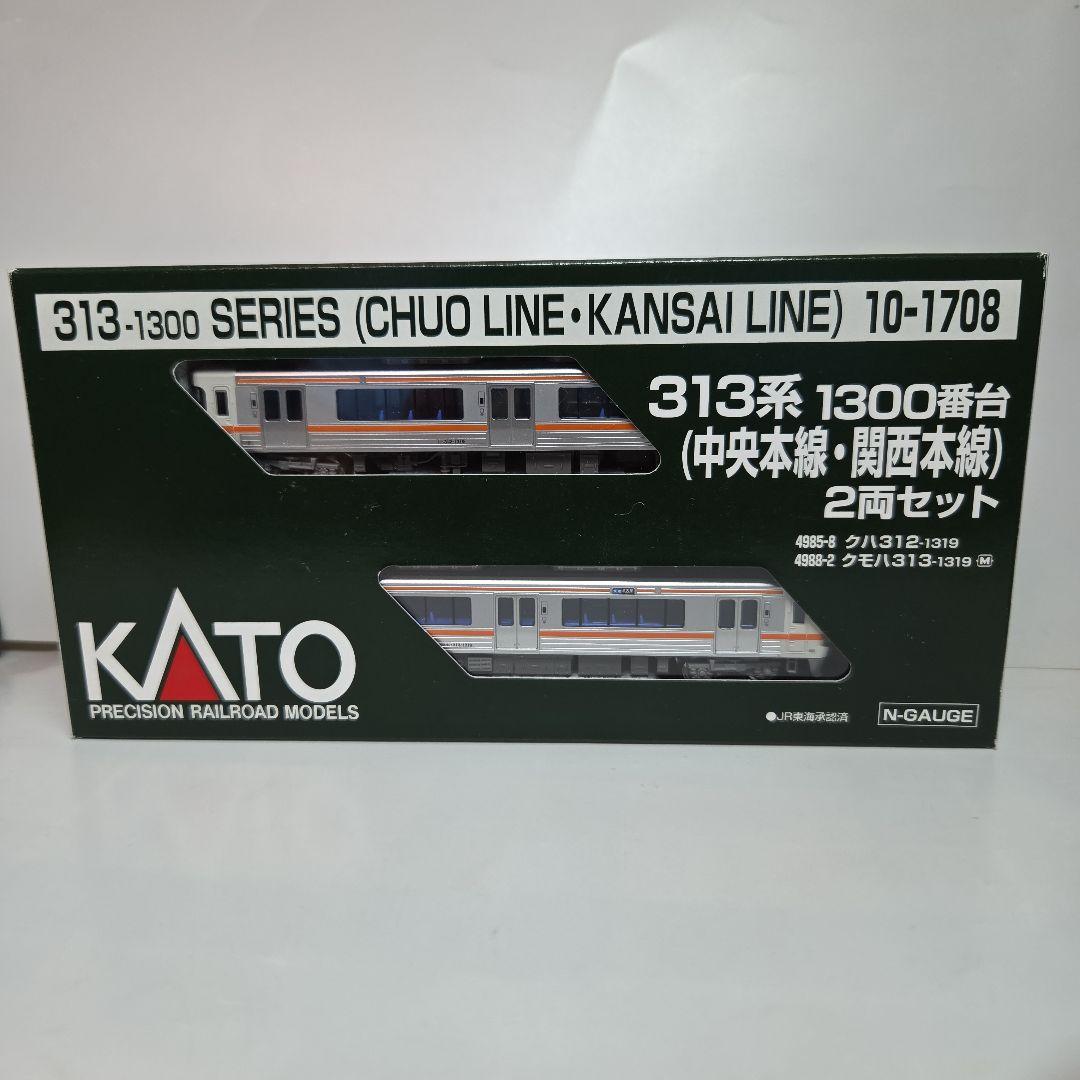 313-1300 SERIES (CHUO LINE・KANSAI LINE) 10-1708
313系 1300番台
(中央本線・関西本線)
2両セット
4985-8 クハ312-1319
4988-2 クモハ313-1319 M
KATO
PRECISION RAILROAD MODELS
●JR東海承認済
N-GAUGE